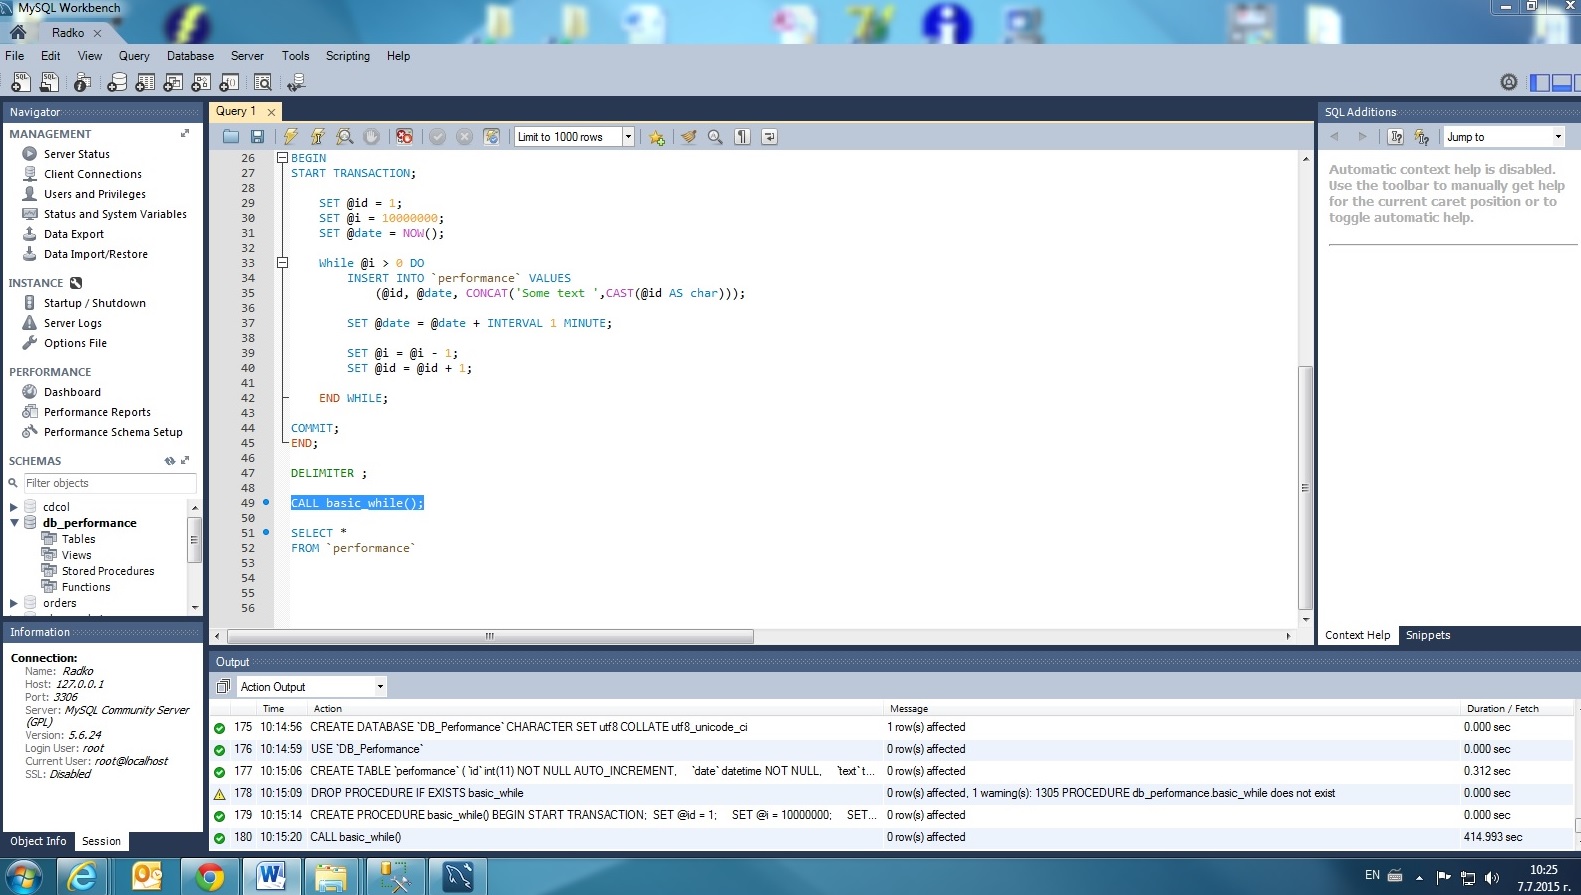 MySQL Workbench
Radko
File Edit View Query Database Server Tools Scripting Help
Navigator
MANAGEMENT
Server Status
Client Connections
Users and Privileges
Status and System Variables
Data Export
Data Import/Restore
INSTANCE
Startup / Shutdown
Server Logs
Options File
PERFORMANCE
Dashboard
Performance Reports
Performance Schema Setup
SCHEMAS
Filter objects
cdcol
db_performance
Tables
Views
Stored Procedures
Functions
orders
Information
Connection:
Name: Radko
Host: 127.0.0.1
Port: 3306
Server: MySQL Community Server
(GPL)
Version: 5.6.24
Login User: root
Current User: root@localhost
SSL: Disabled
Object Info Session
Query 1
Limit to 1000 rows
26 BEGIN
27 START TRANSACTION;
28
29 SET @id = 1;
30 SET @i = 10000000;
31 SET @date = NOW();
32
33 While @i > 0 DO
34 INSERT INTO `performance` VALUES
35 (@id, @date, CONCAT('Some text ',CAST(@id AS char)));
36
37 SET @date = @date + INTERVAL 1 MINUTE;
38
39 SET @i = @i - 1;
40 SET @id = @id + 1;
41
42 END WHILE;
43
44 COMMIT;
45 END;
46
47 DELIMITER ;
48
49 CALL basic_while();
50
51 SELECT *
52 FROM `performance`
53
54
55
56
SQL Additions
Jump to
Automatic context help is disabled.
Use the toolbar to manually get help
for the current caret position or to
toggle automatic help.
Context Help Snippets
Output
Action Output
Time Action Message Duration / Fetch
175 10:14:56 CREATE DATABASE `DB_Performance` CHARACTER SET utf8 COLLATE utf8_unicode_ci 1 row(s) affected 0.000 sec
176 10:14:59 USE `DB_Performance` 0 row(s) affected 0.000 sec
177 10:15:06 CREATE TABLE `performance` ( `id` int(11) NOT NULL AUTO_INCREMENT, `date` datetime NOT NULL, `text` t... 0 row(s) affected 0.312 sec
178 10:15:09 DROP PROCEDURE IF EXISTS basic_while 0 row(s) affected, 1 warning(s): 1305 PROCEDURE db_performance.basic_while does not exist 0.000 sec
179 10:15:14 CREATE PROCEDURE basic_while() BEGIN START TRANSACTION; SET @id = 1; SET @i = 10000000; SET... 0 row(s) affected 0.000 sec
180 10:15:20 CALL basic_while() 0 row(s) affected 414.993 sec
EN
10:25
7.7.2015 г.